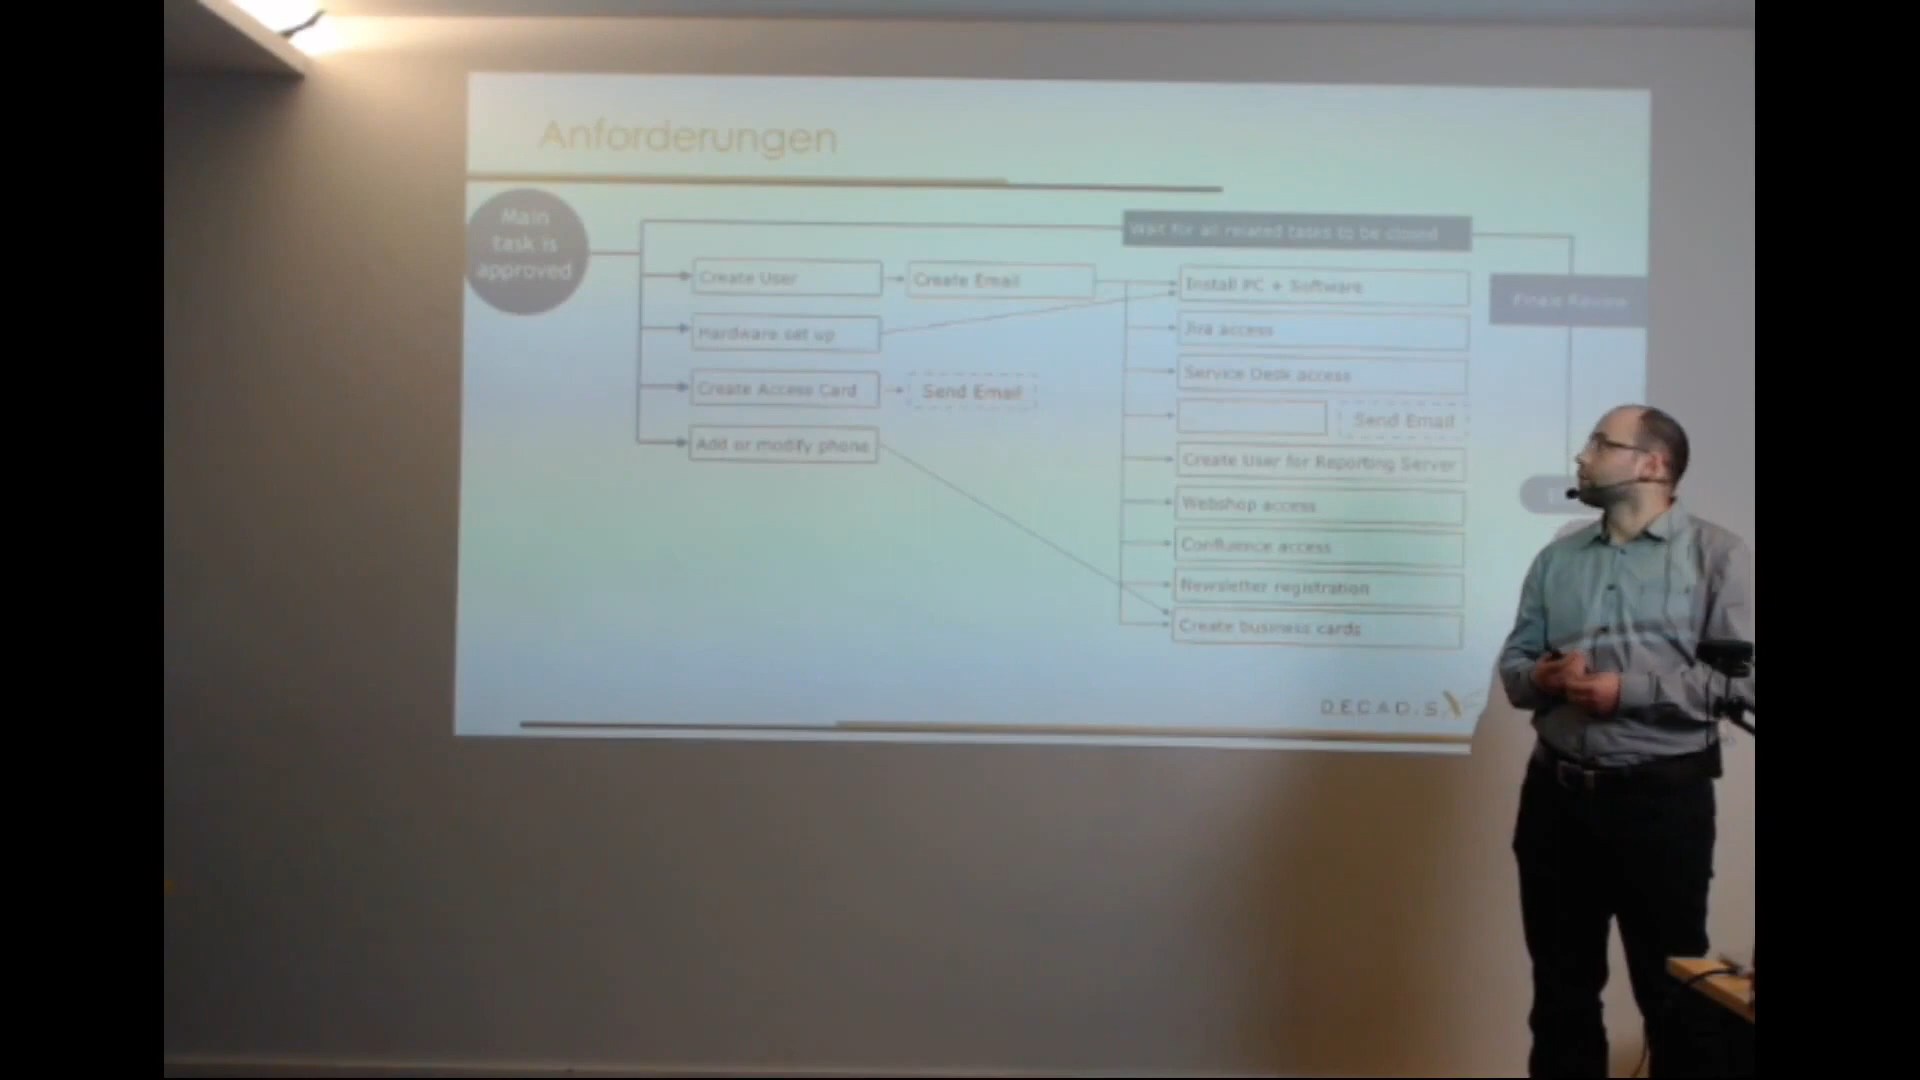 Anforderungen
Main
task is
approved
Wait for all related tasks to be closed
Create User
Create Email
Install PC + Software
Finale Review
Hardware set up
Jira access
Create Access Card
Send Email
Service Desk access
Send Email
Add or modify phone
Create User for Reporting Server
Webshop access
Confluence access
Newsletter registration
Create business cards
DECADIS